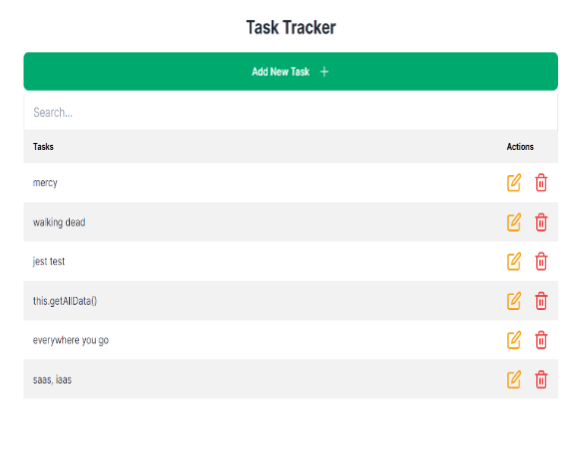 Task Tracker
Add New Task +
Search...
Tasks Actions
mercy
walking dead
jest test
this.getAllData()
everywhere you go
saas, iaas